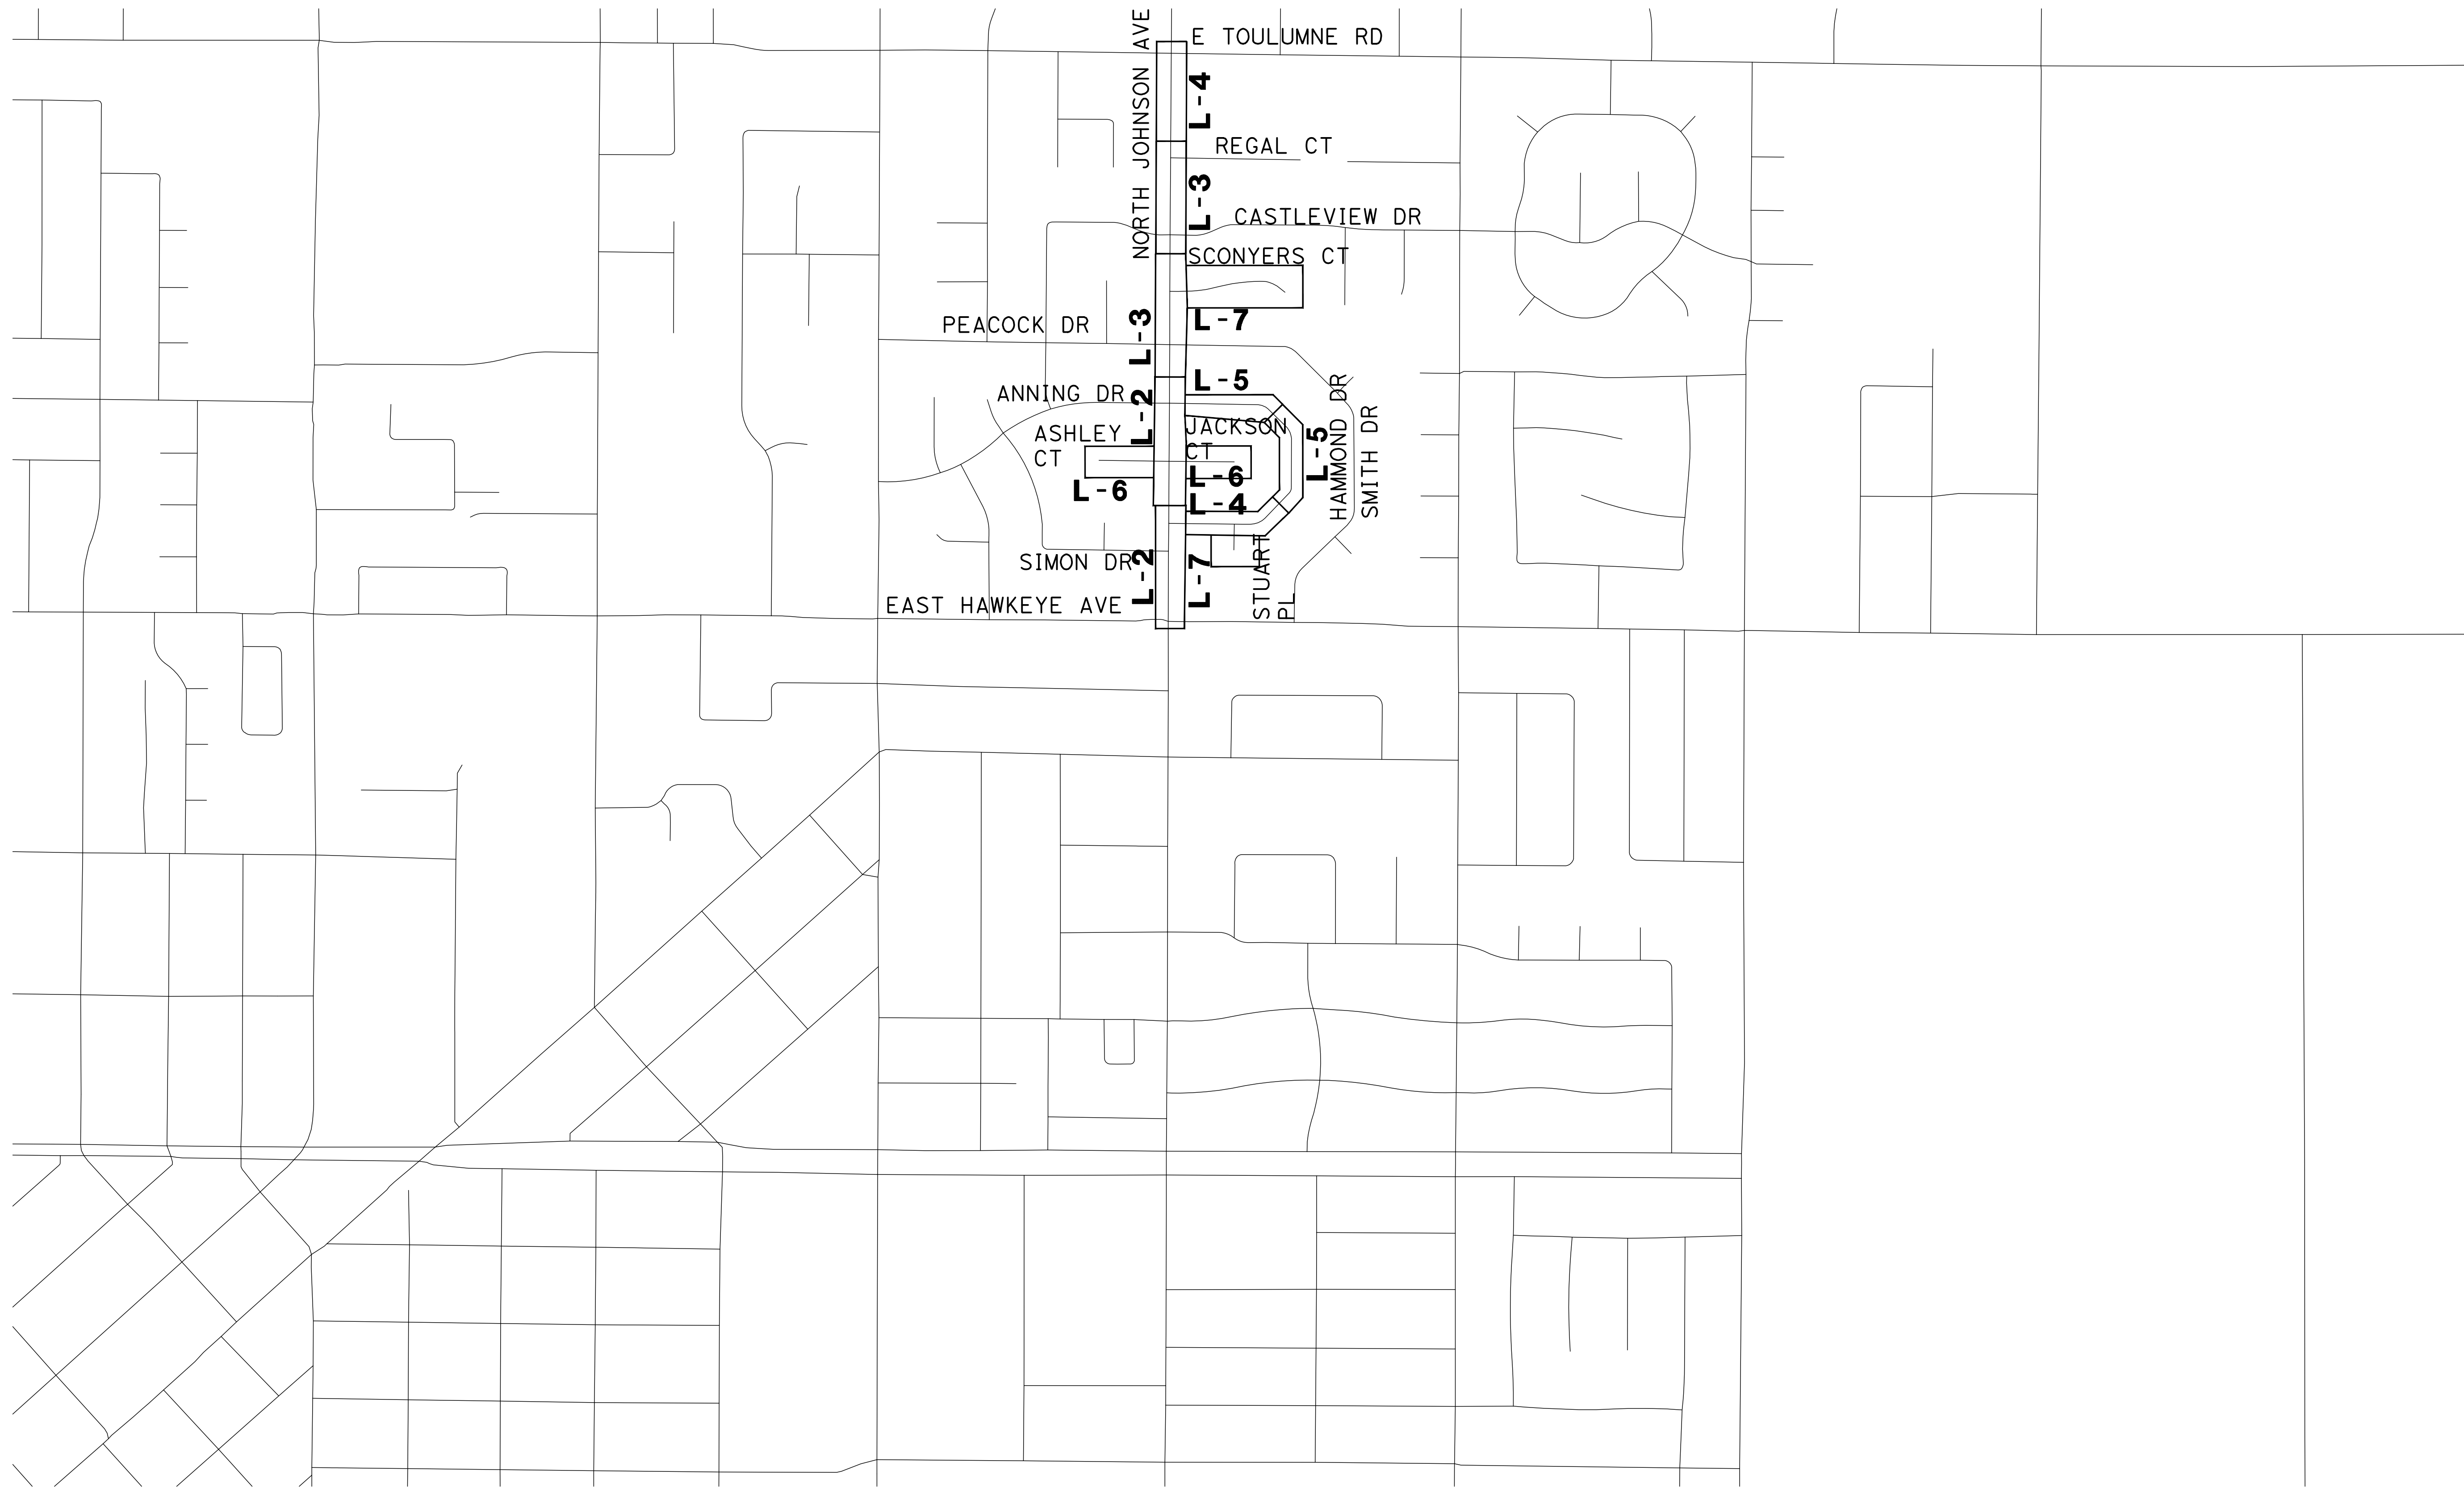 NORTH JOHNSON AVE
E TOULUMNE RD
L-4
REGAL CT
L-3
CASTLEVIEW DR
SCONYERS CT
PEACOCK DR
L-3
L-7
ANNING DR
L-2
L-5
ASHLEY
CT
JACKSON
CT
L-5
HAMMOND DR
SMITH DR
L-6
L-6
L-4
SIMON DR
L-2
L-7
STUART
PL
EAST HAWKEYE AVE